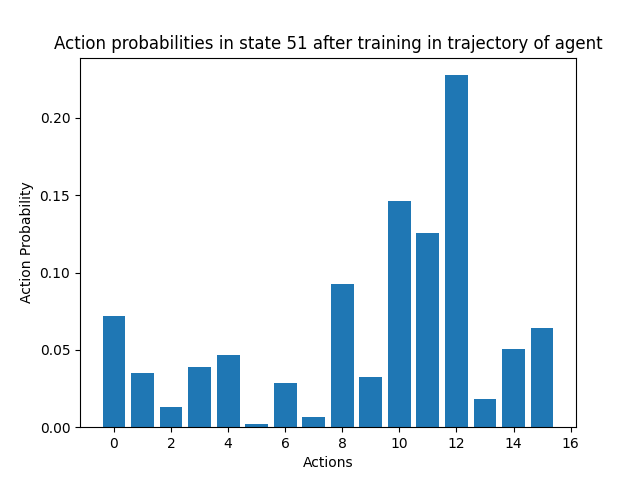 Action probabilities in state 51 after training in trajectory of agent
0.20
0.15
0.10
0.05
0.00
Action Probability
0 2 4 6 8 10 12 14 16
Actions